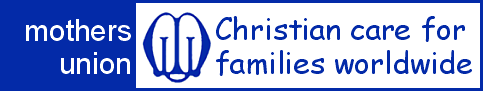 mothers
union
Christian care for
families worldwide